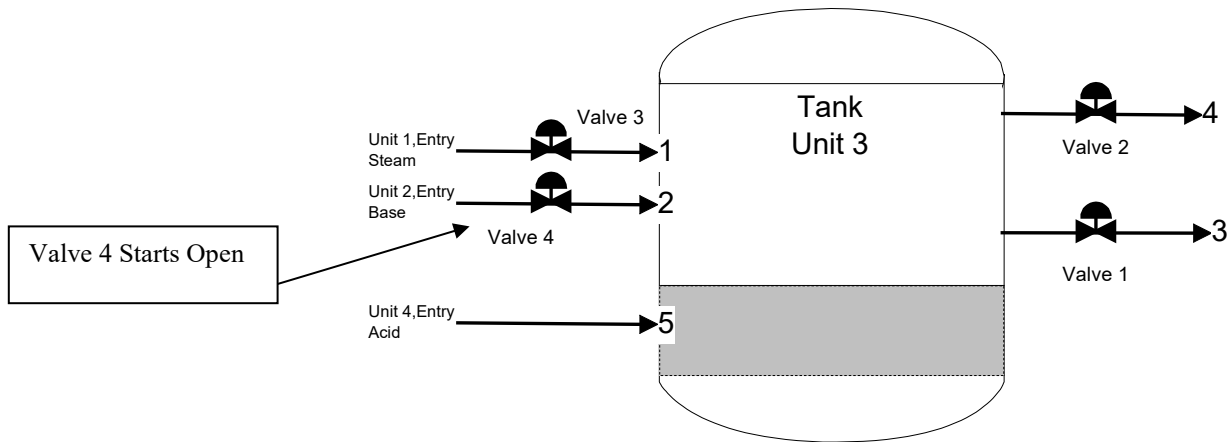 Tank
Unit 3
Valve 3
Unit 1,Entry
Steam
1
4
Valve 2
Unit 2,Entry
Base
2
Valve 4
Valve 4 Starts Open
3
Valve 1
Unit 4,Entry
Acid
5